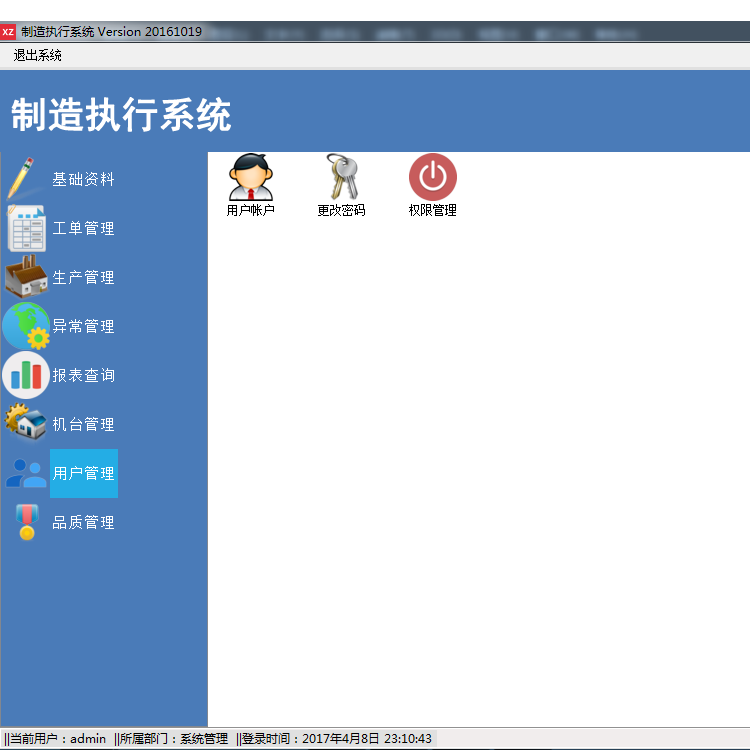 XZ 制造执行系统 Version 20161019
退出系统
制造执行系统
基础资料
工单管理
生产管理
异常管理
报表查询
机台管理
用户管理
品质管理
用户帐户 更改密码 权限管理
||当前用户：admin ||所属部门：系统管理 ||登录时间：2017年4月8日 23:10:43